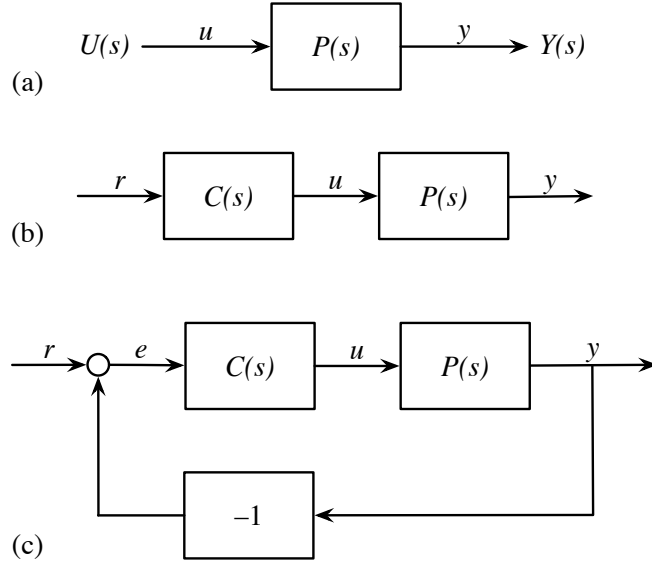 U(s) u P(s) y Y(s)
(a)
r C(s) u P(s) y
(b)
r e C(s) u P(s) y
–1
(c)